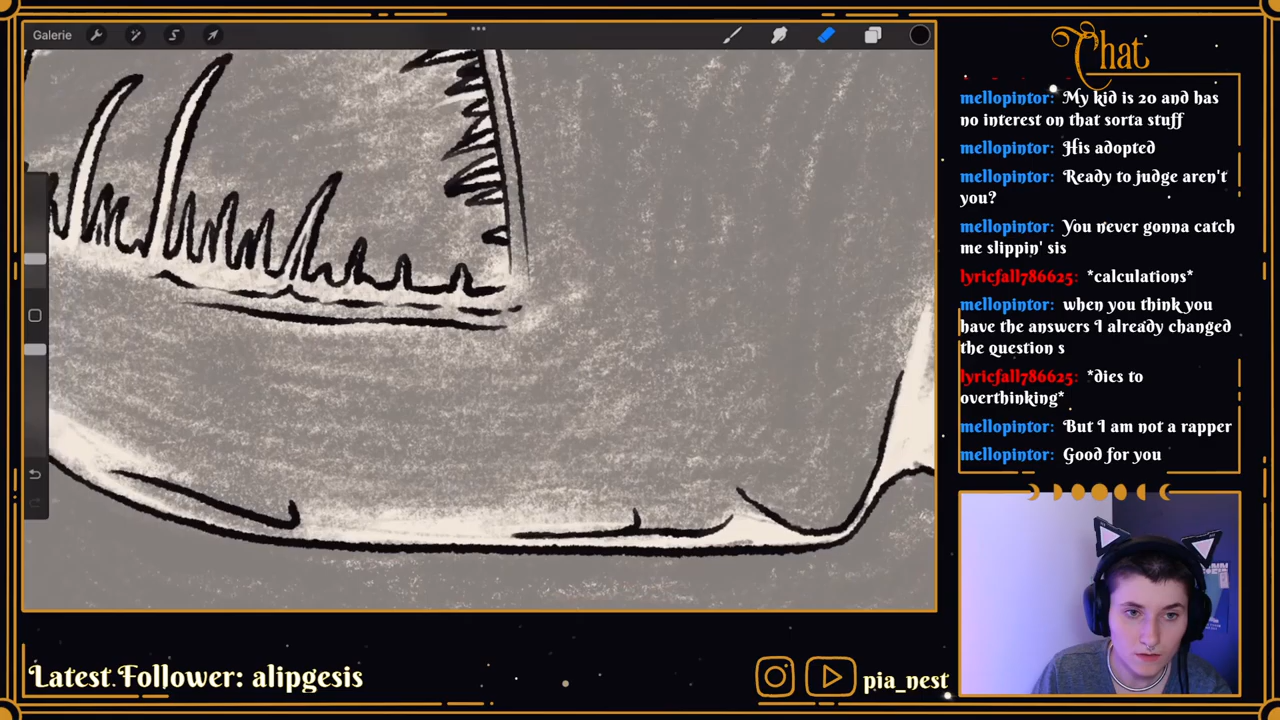 Galerie
Chat
mellopintor: My kid is 20 and has
no interest on that sorta stuff
mellopintor: His adopted
mellopintor: Ready to judge aren't
you?
mellopintor: You never gonna catch
me slippin' sis
lyricfall786625: *calculations*
mellopintor: when you think you
have the answers I already changed
the question s
lyricfall786625: *dies to
overthinking*
mellopintor: But I am not a rapper
mellopintor: Good for you
Latest Follower: alipgesis
pia_nest